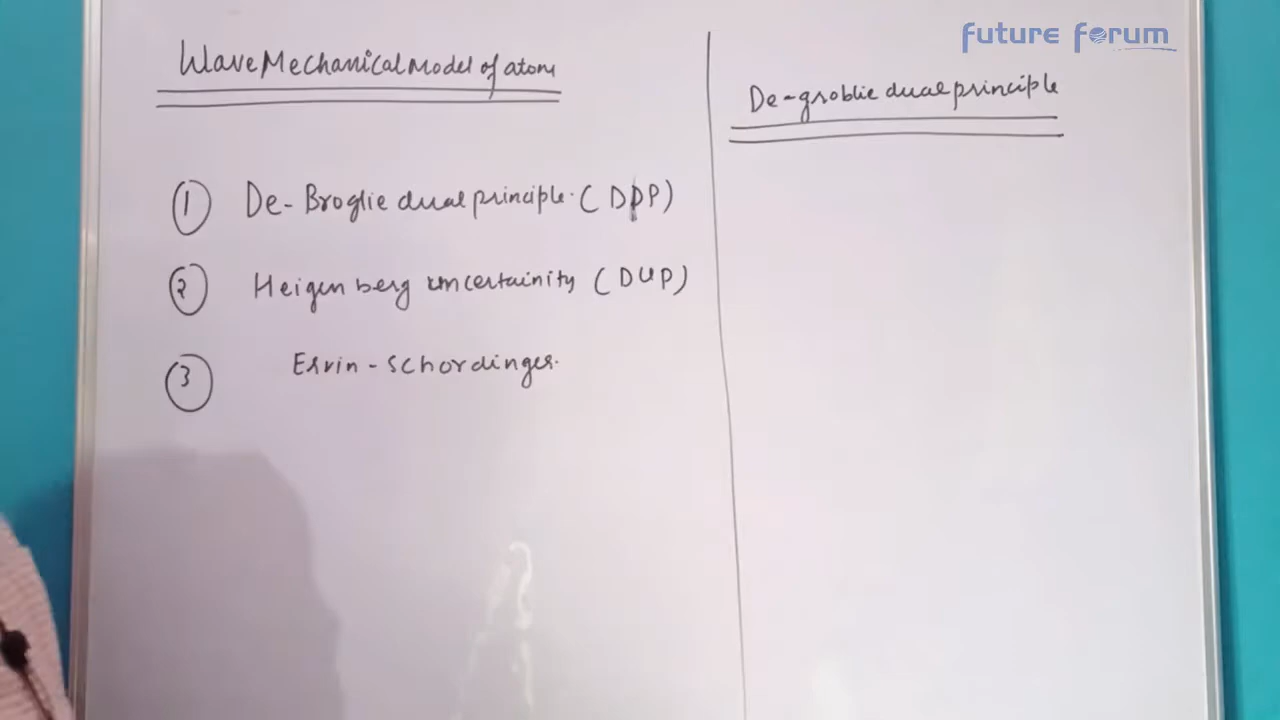 Wave Mechanical Model of atom
① De-Broglie dual principle. (DDP)
② Heigenberg uncertainity (DUP)
③ Ervin-Schordinger.
future forum
De-groblie dual principle